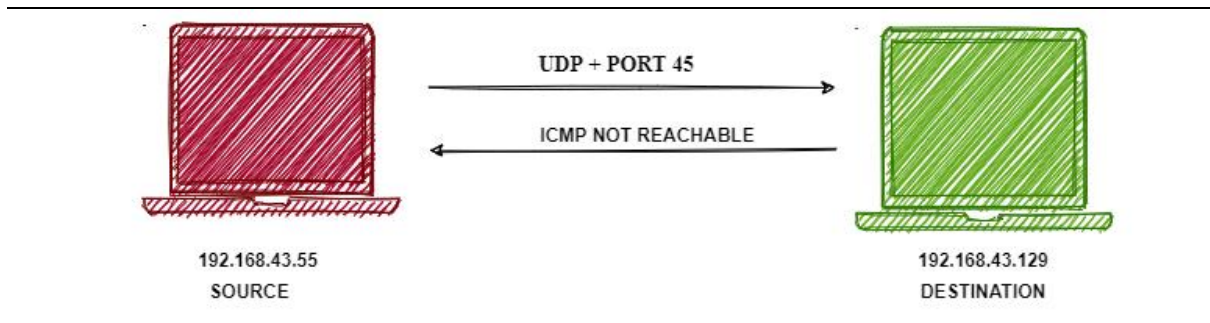 UDP + PORT 45
ICMP NOT REACHABLE
192.168.43.55
SOURCE
192.168.43.129
DESTINATION